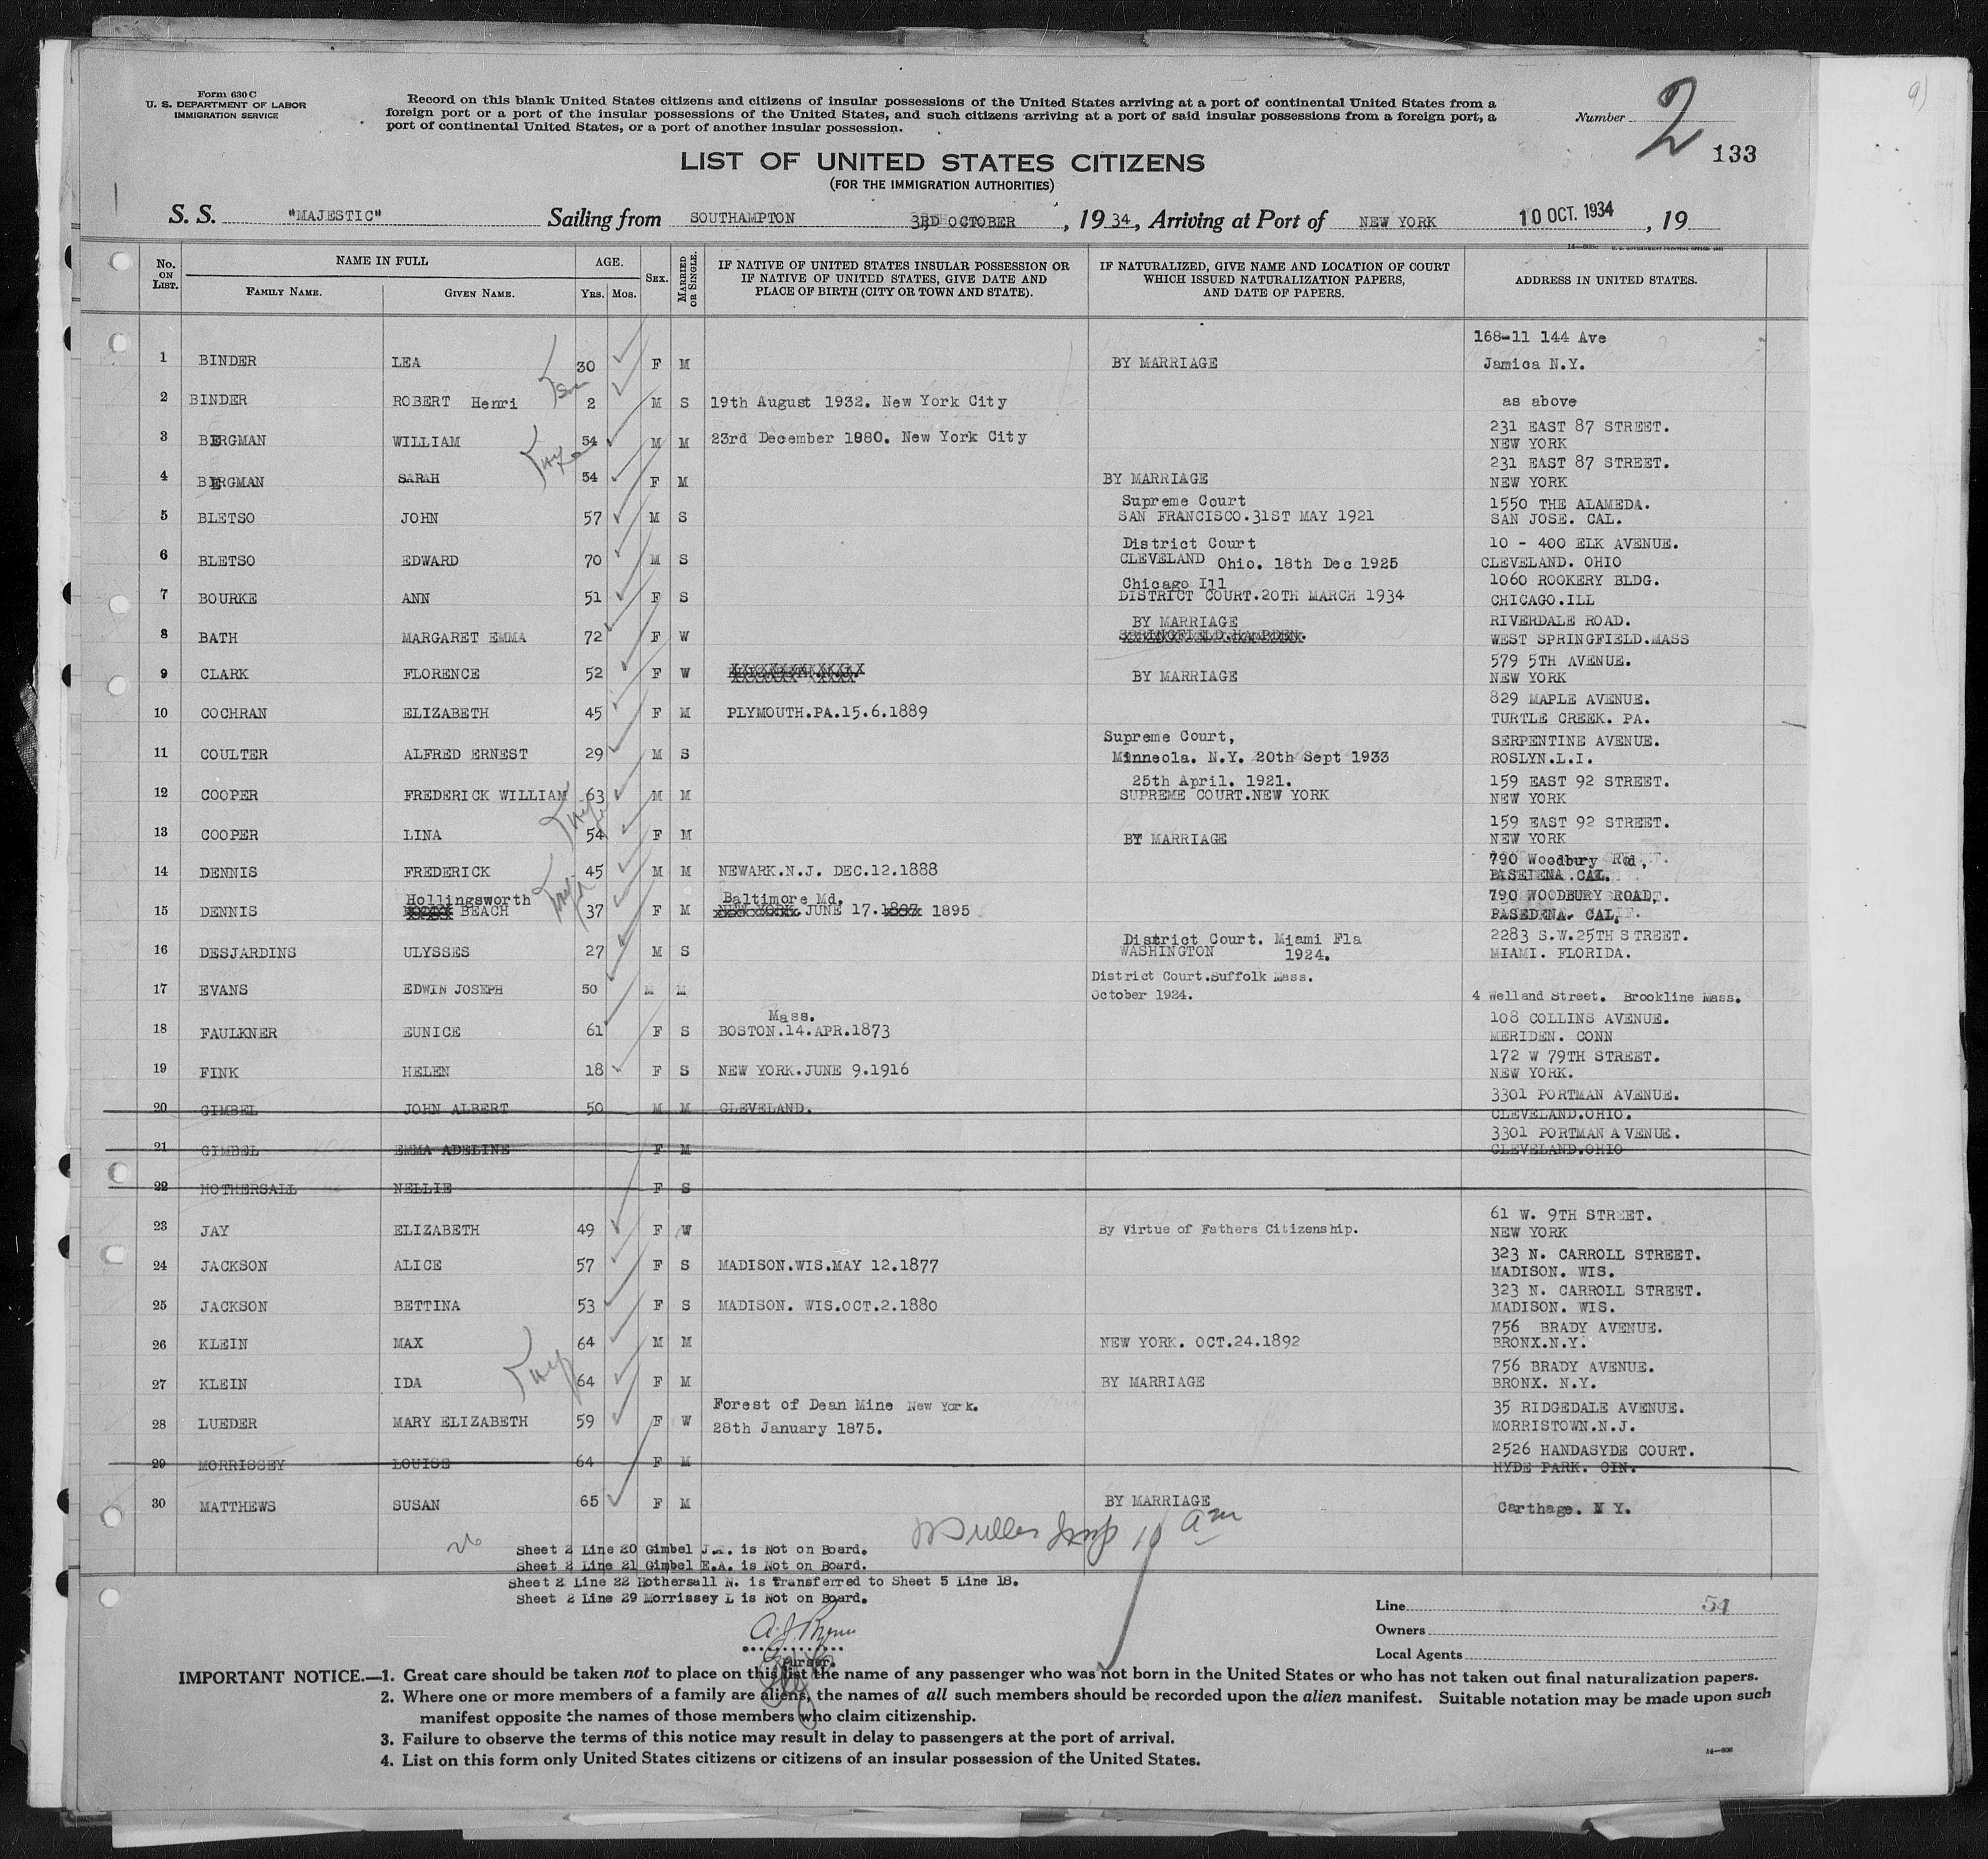 Form 630 C
U. S. DEPARTMENT OF LABOR
IMMIGRATION SERVICE
Record on this blank United States citizens and citizens of insular possessions of the United States arriving at a port of continental United States from a
foreign port or a port of the insular possessions of the United States, and such citizens arriving at a port of said insular possessions from a foreign port, a
port of continental United States, or a port of another insular possession.
Number 2
133
LIST OF UNITED STATES CITIZENS
(FOR THE IMMIGRATION AUTHORITIES)
S. S. "MAJESTIC" Sailing from SOUTHAMPTON 3RD OCTOBER, 1934, Arriving at Port of NEW YORK 10 OCT. 1934, 19
No. ON LIST. NAME IN FULL FAMILY NAME. GIVEN NAME. AGE. YRS. MOS. SEX. MARRIED OR SINGLE. IF NATIVE OF UNITED STATES INSULAR POSSESSION OR IF NATIVE OF UNITED STATES, GIVE DATE AND PLACE OF BIRTH (CITY OR TOWN AND STATE). IF NATURALIZED, GIVE NAME AND LOCATION OF COURT WHICH ISSUED NATURALIZATION PAPERS, AND DATE OF PAPERS. ADDRESS IN UNITED STATES.
168-11 144 Ave
1 BINDER LEA 30 F M BY MARRIAGE Jamica N.Y.
2 BINDER ROBERT Henri 2 M S 19th August 1932. New York City as above
231 EAST 87 STREET.
3 BERGMAN WILLIAM 54 M M 23rd December 1880. New York City NEW YORK
231 EAST 87 STREET.
4 BERGMAN SARAH 54 F M BY MARRIAGE NEW YORK
Supreme Court 1550 THE ALAMEDA.
5 BLETSO JOHN 57 M S SAN FRANCISCO.31ST MAY 1921 SAN JOSE. CAL.
District Court 10 - 400 ELK AVENUE.
6 BLETSO EDWARD 70 M S CLEVELAND Ohio. 18th Dec 1925 CLEVELAND. OHIO
Chicago Ill 1060 ROOKERY BLDG.
7 BOURKE ANN 51 F S DISTRICT COURT.20TH MARCH 1934 CHICAGO.ILL
BY MARRIAGE RIVERDALE ROAD.
8 BATH MARGARET EMMA 72 F W SPRINGFIELD.HAMPDEN. WEST SPRINGFIELD.MASS
579 5TH AVENUE.
9 CLARK FLORENCE 52 F W BY MARRIAGE NEW YORK
829 MAPLE AVENUE.
10 COCHRAN ELIZABETH 45 F M PLYMOUTH.PA.15.6.1889 TURTLE CREEK. PA.
Supreme Court, SERPENTINE AVENUE.
11 COULTER ALFRED ERNEST 29 M S Minneola. N.Y. 20th Sept 1933 ROSLYN.L.I.
25th April. 1921. 159 EAST 92 STREET.
12 COOPER FREDERICK WILLIAM 63 M M SUPREME COURT.NEW YORK NEW YORK
159 EAST 92 STREET.
13 COOPER LINA 54 F M BY MARRIAGE NEW YORK
790 Woodbury Rd,
14 DENNIS FREDERICK 45 M M NEWARK.N.J. DEC.12.1888 PASEDENA.CAL.
Hollingsworth Baltimore Md. 790 WOODBURY ROAD,
15 DENNIS BEACH 37 F M NEW YORK. JUNE 17.1897 1895 PASEDENA. CAL.
District Court. Miami Fla 2283 S.W.25TH STREET.
16 DESJARDINS ULYSSES 27 M S WASHINGTON 1924. MIAMI. FLORIDA.
District Court.Suffolk Mass.
17 EVANS EDWIN JOSEPH 50 M M October 1924. 4 Welland Street. Brookline Mass.
Mass. 108 COLLINS AVENUE.
18 FAULKNER EUNICE 61 F S BOSTON.14.APR.1873 MERIDEN. CONN
172 W 79TH STREET.
19 FINK HELEN 18 F S NEW YORK.JUNE 9.1916 NEW YORK.
3301 PORTMAN AVENUE.
20 GIMBEL JOHN ALBERT 50 M M CLEVELAND. CLEVELAND.OHIO.
3301 PORTMAN AVENUE.
21 GIMBEL EMMA ADELINE F M CLEVELAND.OHIO
22 HOTHERSALL NELLIE F S
61 W. 9TH STREET.
23 JAY ELIZABETH 49 F W By Virtue of Fathers Citizenship. NEW YORK
323 N. CARROLL STREET.
24 JACKSON ALICE 57 F S MADISON.WIS.MAY 12.1877 MADISON. WIS.
323 N. CARROLL STREET.
25 JACKSON BETTINA 53 F S MADISON. WIS.OCT.2.1880 MADISON. WIS.
756 BRADY AVENUE.
26 KLEIN MAX 64 M M NEW YORK. OCT.24.1892 BRONX.N.Y.
756 BRADY AVENUE.
27 KLEIN IDA 64 F M BY MARRIAGE BRONX. N.Y.
Forest of Dean Mine New York. 35 RIDGEDALE AVENUE.
28 LUEDER MARY ELIZABETH 59 F W 28th January 1875. MORRISTOWN.N.J.
2526 HANDASYDE COURT.
29 MORRISSEY LOUISE 64 F M HYDE PARK. CIN.
30 MATTHEWS SUSAN 65 F M BY MARRIAGE Carthage. N Y.
26
Sheet 2 Line 20 Gimbel J.A. is Not on Board.
Sheet 2 Line 21 Gimbel E.A. is Not on Board.
Sheet 2 Line 22 Hothersall N. is Transferred to Sheet 5 Line 18.
Sheet 2 Line 29 Morrissey L is Not on Board.
Purser.
Line 54
Owners
Local Agents
IMPORTANT NOTICE.—1. Great care should be taken not to place on this list the name of any passenger who was not born in the United States or who has not taken out final naturalization papers.
2. Where one or more members of a family are aliens, the names of all such members should be recorded upon the alien manifest. Suitable notation may be made upon such
manifest opposite the names of those members who claim citizenship.
3. Failure to observe the terms of this notice may result in delay to passengers at the port of arrival.
4. List on this form only United States citizens or citizens of an insular possession of the United States.